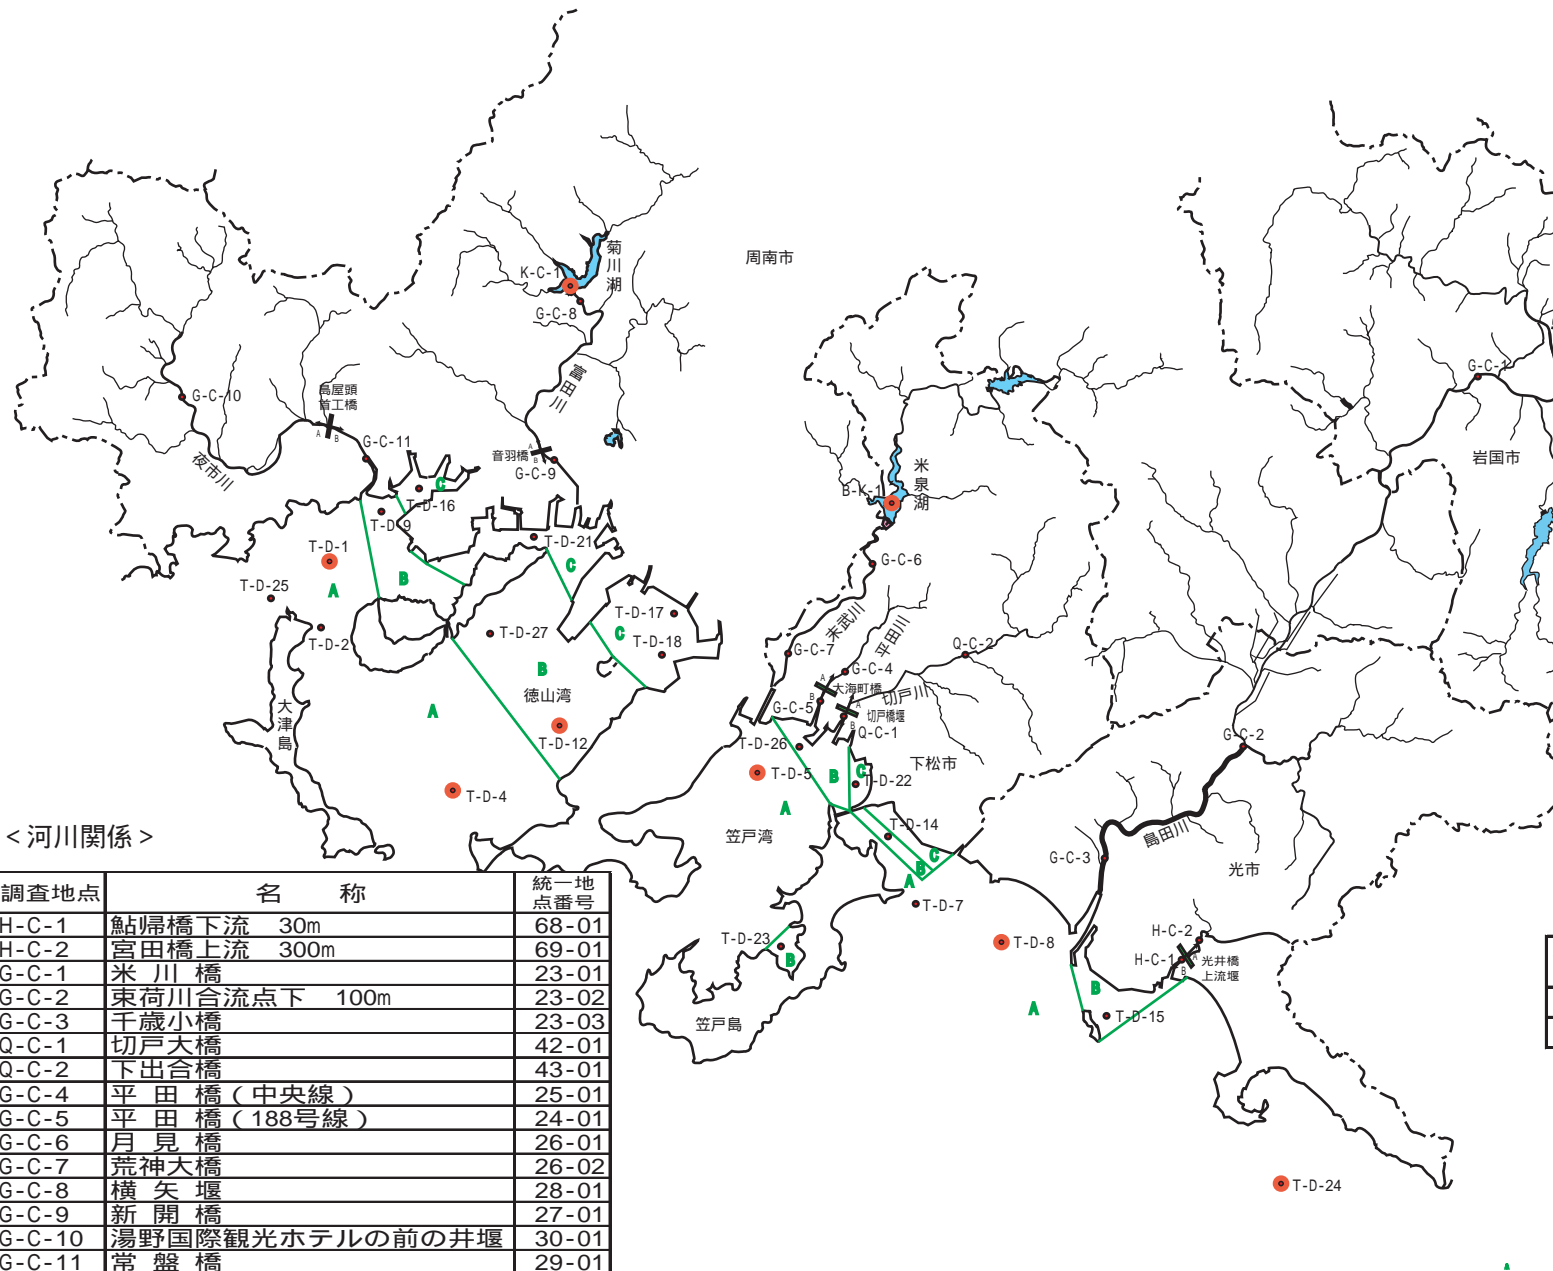 周南市
菊川湖
K-C-1
G-C-8
富田川
G-C-10
鳥屋頭
首工橋
A
B
G-C-11
夜市川
音羽橋
A
B
G-C-9
T-D-16
C
T-D-9
T-D-21
T-D-1
C
B
A
T-D-25
T-D-2
T-D-27
T-D-17
C
T-D-18
B
徳山湾
A
大津島
T-D-12
T-D-4
米泉湖
B-K-1
G-C-6
末武川
平田川
G-C-7
G-C-4
Q-C-2
A
大海町橋
B
切戸川
G-C-5
A
切戸橋堰
B
Q-C-1
T-D-26
T-D-5
B
C
T-D-22
下松市
A
笠戸湾
T-D-14
C
B
A
T-D-7
T-D-23
B
笠戸島
T-D-8
G-C-1
岩国市
G-C-2
島田川
G-C-3
光市
H-C-2
H-C-1
A
B
光井橋
上流堰
B
A
T-D-15
T-D-24
A
<河川関係>
調査地点 名 称 統一地点番号
H-C-1 鮎帰橋下流 30m 68-01
H-C-2 宮田橋上流 300m 69-01
G-C-1 米川橋 23-01
G-C-2 束荷川合流点下 100m 23-02
G-C-3 千歳小橋 23-03
Q-C-1 切戸大橋 42-01
Q-C-2 下出合橋 43-01
G-C-4 平田橋(中央線) 25-01
G-C-5 平田橋(188号線) 24-01
G-C-6 月見橋 26-01
G-C-7 荒神大橋 26-02
G-C-8 横矢堰 28-01
G-C-9 新開橋 27-01
G-C-10 湯野国際観光ホテルの前の井堰 30-01
G-C-11 常盤橋 29-01